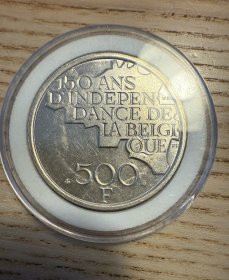 150 ANS
D'INDEPEN
DANCE DE
LA BELGI
QUE
500
F